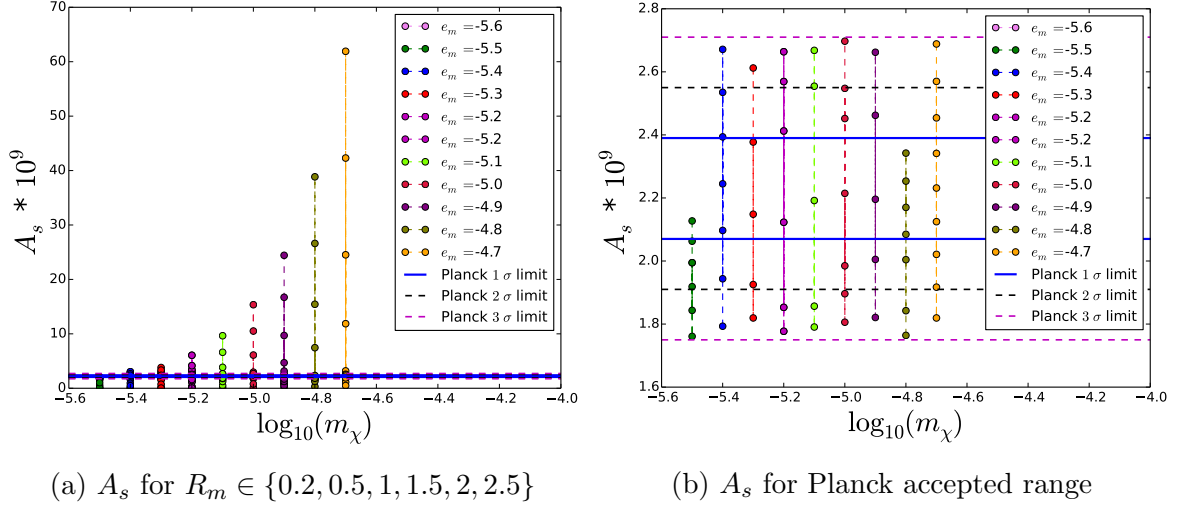 70
60
50
40
30
20
10
0
A_s * 10^9
−5.6 −5.4 −5.2 −5.0 −4.8 −4.6 −4.4 −4.2 −4.0
log_10(m_χ)
e_m =-5.6
e_m =-5.5
e_m =-5.4
e_m =-5.3
e_m =-5.2
e_m =-5.2
e_m =-5.1
e_m =-5.0
e_m =-4.9
e_m =-4.8
e_m =-4.7
Planck 1 σ limit
Planck 2 σ limit
Planck 3 σ limit
(a) A_s for R_m ∈ {0.2, 0.5, 1, 1.5, 2, 2.5}
2.8
2.6
2.4
2.2
2.0
1.8
1.6
A_s * 10^9
−5.6 −5.4 −5.2 −5.0 −4.8 −4.6 −4.4 −4.2 −4.0
log_10(m_χ)
e_m =-5.6
e_m =-5.5
e_m =-5.4
e_m =-5.3
e_m =-5.2
e_m =-5.2
e_m =-5.1
e_m =-5.0
e_m =-4.9
e_m =-4.8
e_m =-4.7
Planck 1 σ limit
Planck 2 σ limit
Planck 3 σ limit
(b) A_s for Planck accepted range